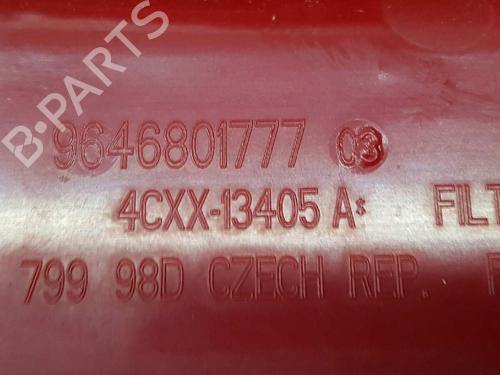 B-PARTS
9646801777 03
4CXX-13405 A FILT
799 98D CZECH REP.